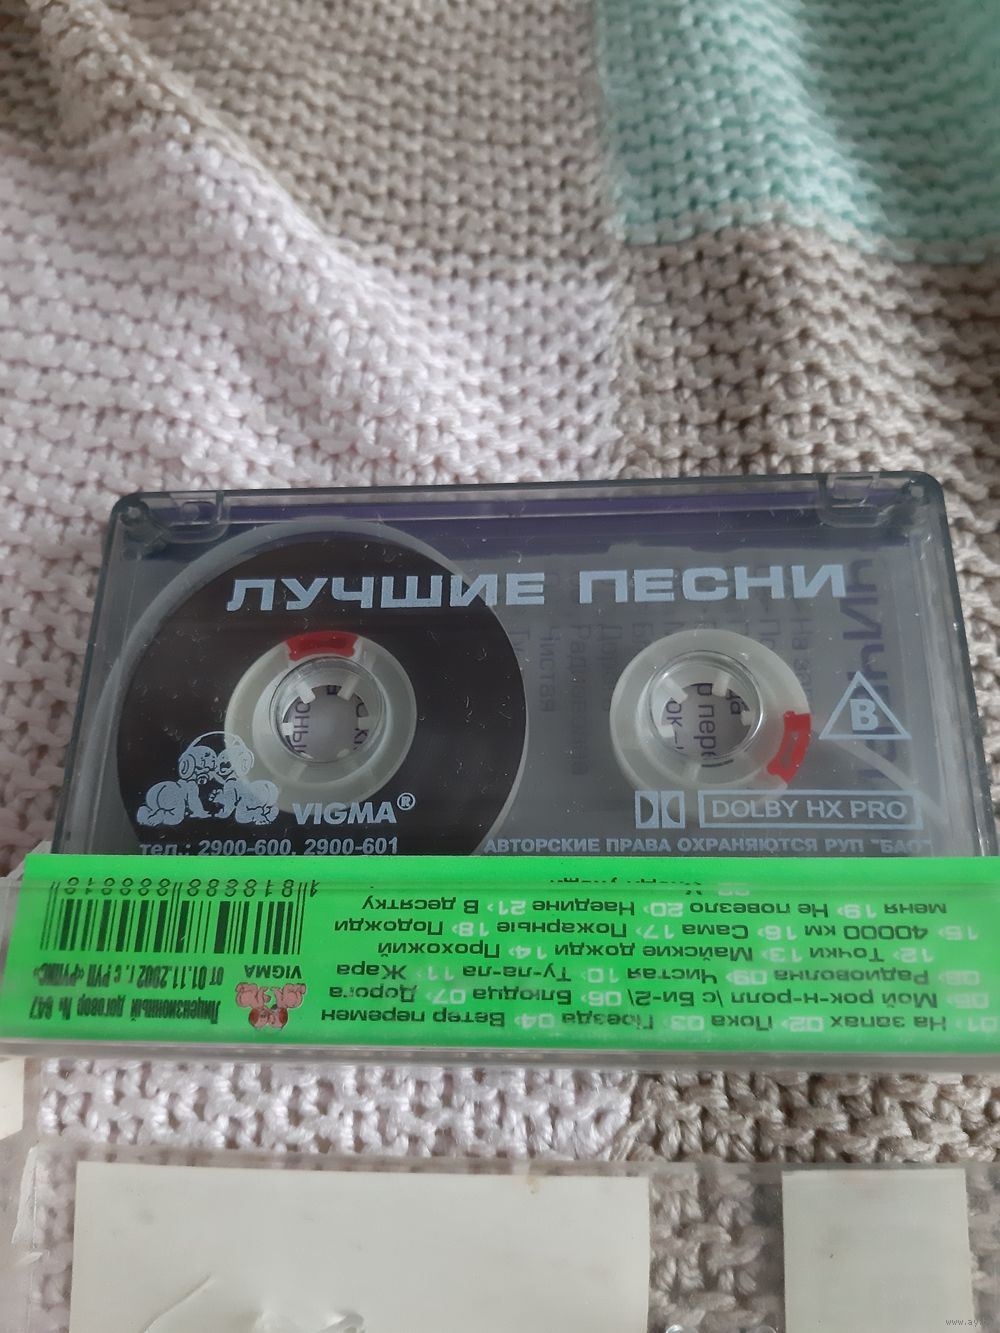 ЛУЧШИЕ ПЕСНИ
B
VIGMA®
DOLBY HX PRO
тел.: 2900-600, 2900-601
АВТОРСКИЕ ПРАВА ОХРАНЯЮТСЯ РУП "БАО"
01› На запах 02› Пока 03› Поезда 04› Ветер перемен
05› Мой рок-н-ролл \с Би-2\ 06› Блюдца 07› Дорога
08› Радиоволна 09› Чистая 10› Ту-ла-ла 11› Жара
12› Точки 13› Майские дожди 14› Прохожий
15› 40000 км 16› Сама 17› Пожарные 18› Подожди
меня 19› Не повезло 20› Наедине 21› В десятку
VIGMA
Лицензионный договор № 647
от 01.11.2002 г. с РУП «РУПИС»